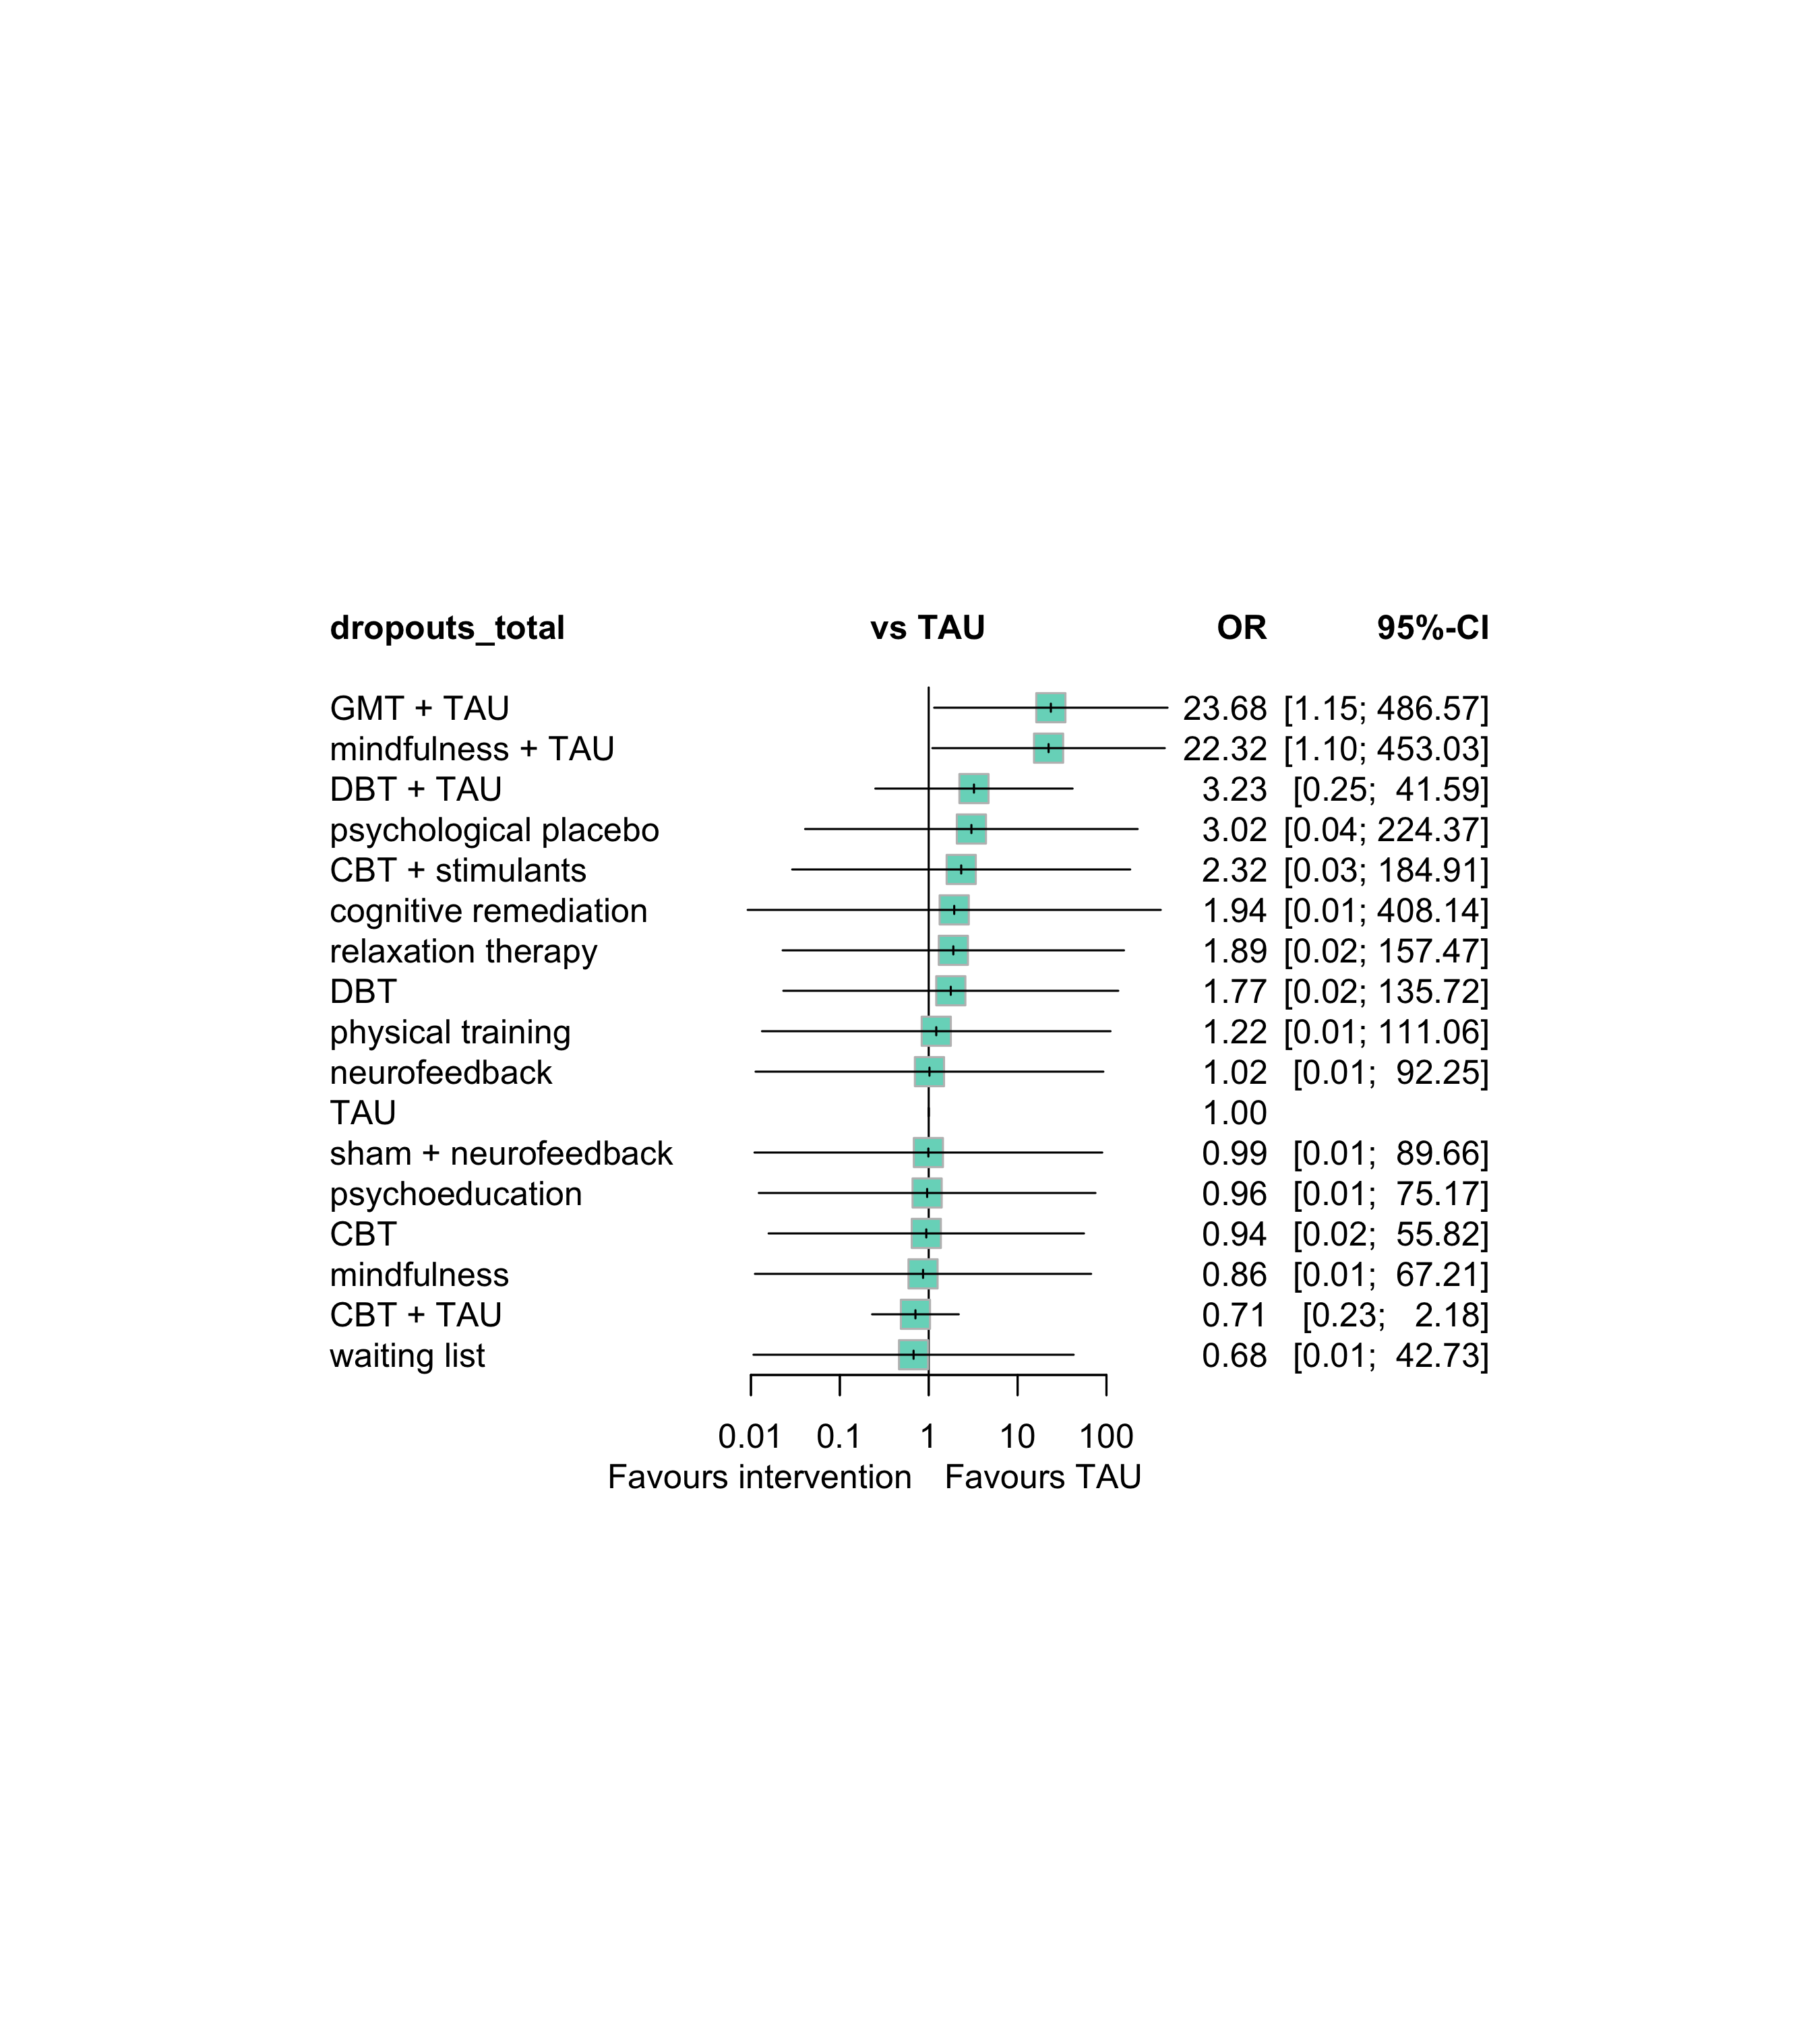 dropouts_total vs TAU OR 95%-CI
GMT + TAU 23.68 [1.15; 486.57]
mindfulness + TAU 22.32 [1.10; 453.03]
DBT + TAU 3.23 [0.25; 41.59]
psychological placebo 3.02 [0.04; 224.37]
CBT + stimulants 2.32 [0.03; 184.91]
cognitive remediation 1.94 [0.01; 408.14]
relaxation therapy 1.89 [0.02; 157.47]
DBT 1.77 [0.02; 135.72]
physical training 1.22 [0.01; 111.06]
neurofeedback 1.02 [0.01; 92.25]
TAU 1.00
sham + neurofeedback 0.99 [0.01; 89.66]
psychoeducation 0.96 [0.01; 75.17]
CBT 0.94 [0.02; 55.82]
mindfulness 0.86 [0.01; 67.21]
CBT + TAU 0.71 [0.23; 2.18]
waiting list 0.68 [0.01; 42.73]
0.01 0.1 1 10 100
Favours intervention Favours TAU